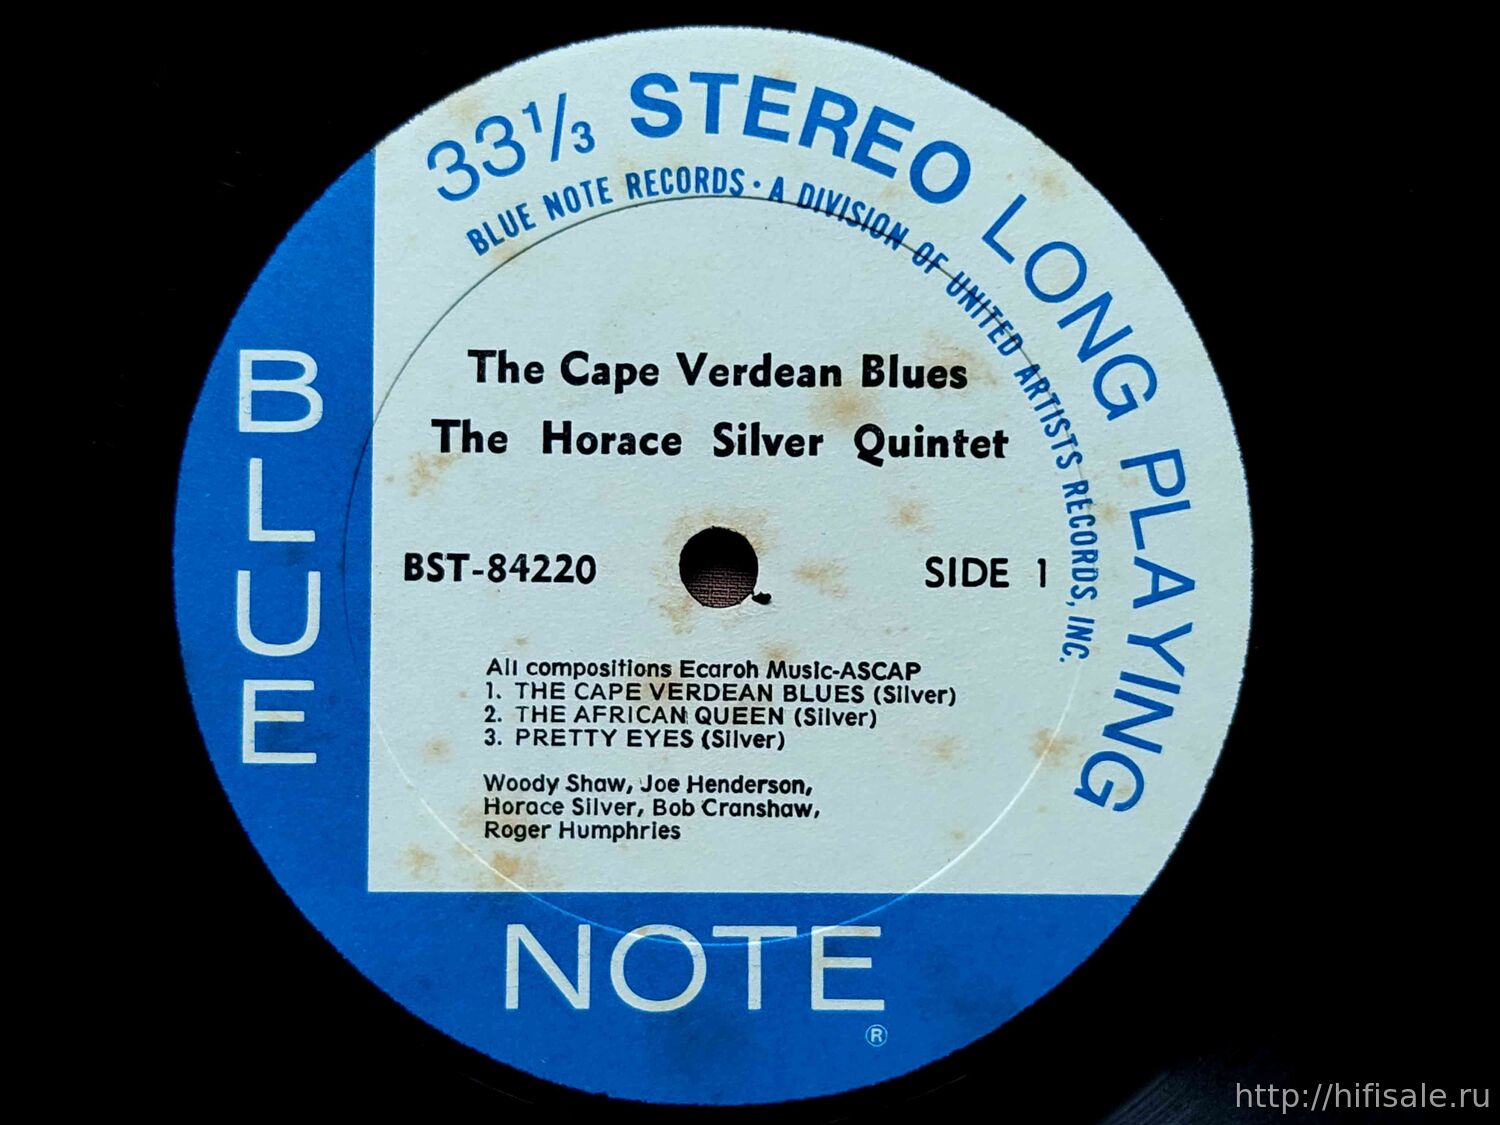 33⅓ STEREO LONG PLAYING
BLUE NOTE RECORDS · A DIVISION OF UNITED ARTISTS RECORDS, INC.
The Cape Verdean Blues
The Horace Silver Quintet
BST-84220
SIDE 1
All compositions Ecaroh Music-ASCAP
1. THE CAPE VERDEAN BLUES (Silver)
2. THE AFRICAN QUEEN (Silver)
3. PRETTY EYES (Silver)
Woody Shaw, Joe Henderson,
Horace Silver, Bob Cranshaw,
Roger Humphries
BLUE
NOTE
®
http://hifisale.ru